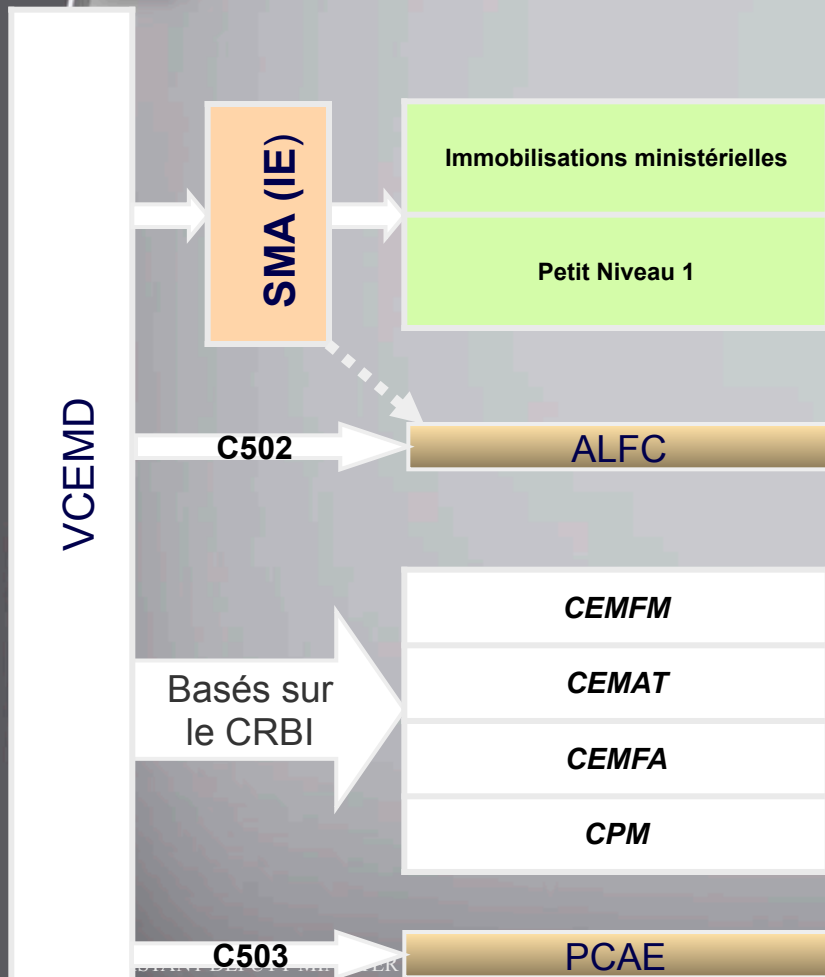 VCEMD
SMA (IE)
Immobilisations ministérielles
Petit Niveau 1
C502
ALFC
Basés sur
le CRBI
CEMFM
CEMAT
CEMFA
CPM
C503
PCAE